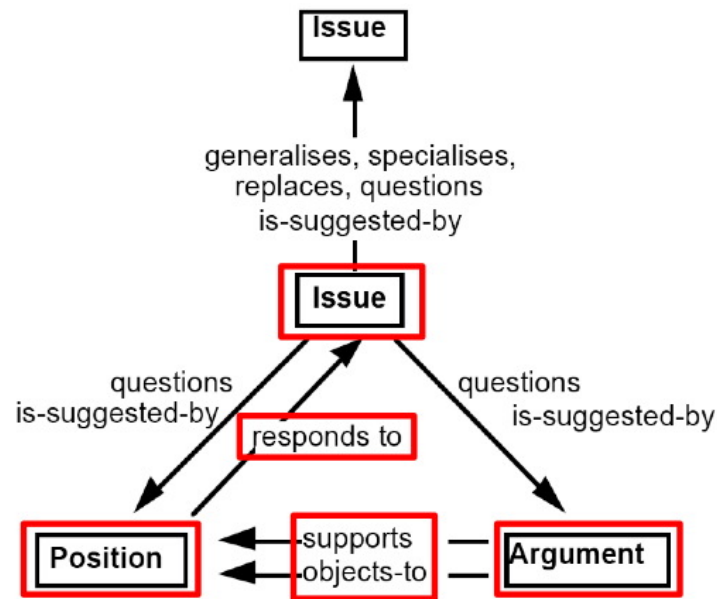 Issue
generalises, specialises,
replaces, questions
is-suggested-by
Issue
questions
is-suggested-by
questions
is-suggested-by
responds to
Position
supports
objects-to
Argument